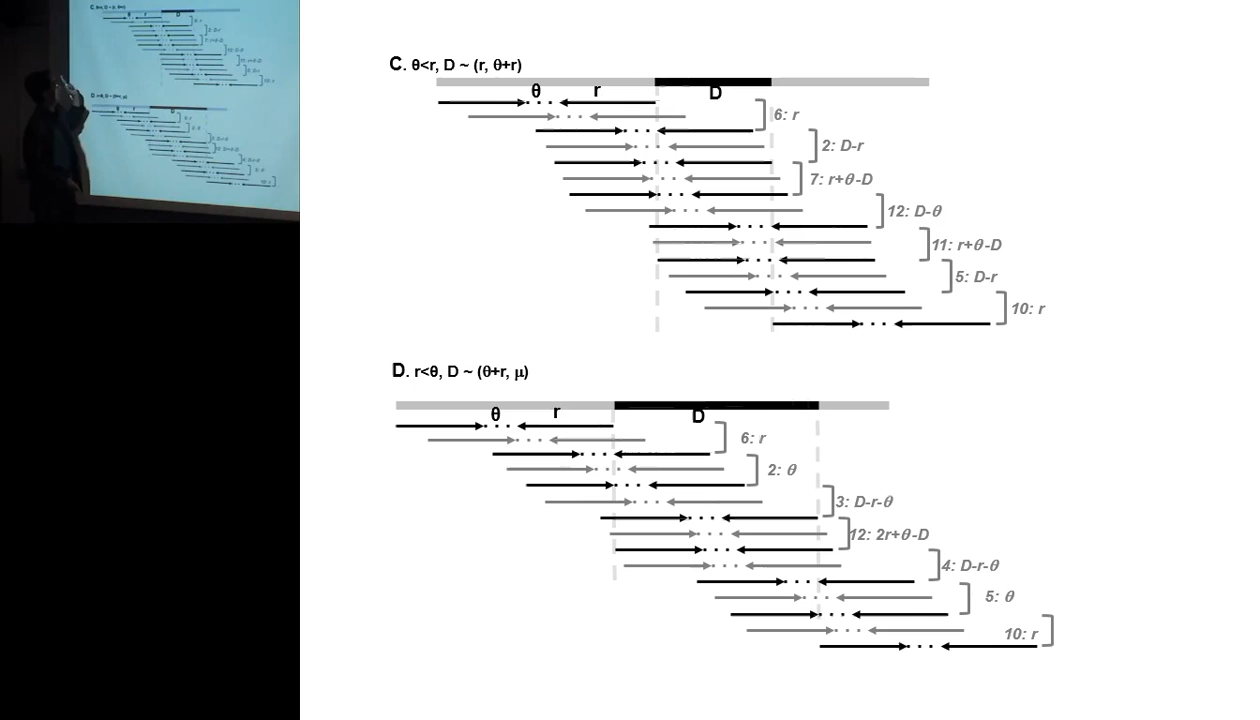 C. θ<r, D ~ (r, θ+r)
θ r D
6: r
2: D-r
7: r+θ-D
12: D-θ
11: r+θ-D
5: D-r
10: r
D. r<θ, D ~ (θ+r, μ)
θ r D
6: r
2: θ
3: D-r-θ
12: 2r+θ-D
4: D-r-θ
5: θ
10: r